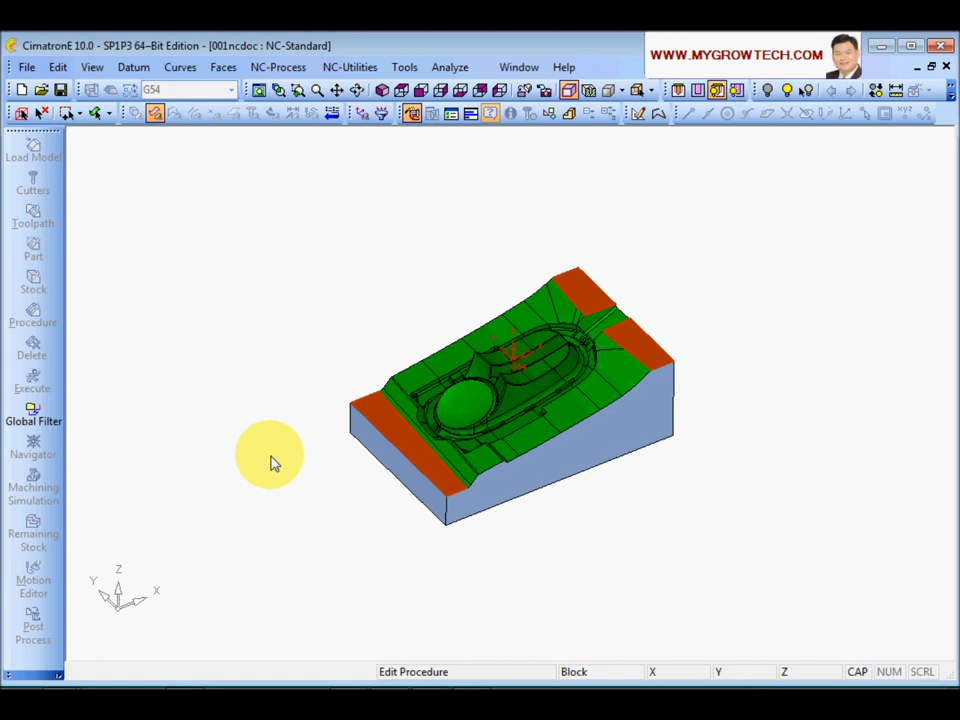 CimatronE 10.0 - SP1P3 64-Bit Edition - [001ncdoc : NC-Standard]
WWW.MYGROWTECH.COM
File Edit View Datum Curves Faces NC-Process NC-Utilities Tools Analyze Window Help
G54
Load Model
Cutters
Toolpath
Part
Stock
Procedure
Delete
Execute
Global Filter
Navigator
Machining
Simulation
Remaining
Stock
Motion
Editor
Post
Process
Z
Y
X
Edit Procedure Block X Y Z CAP NUM SCRL